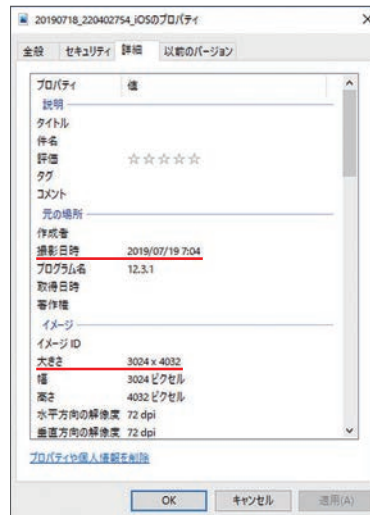 20190718_220402754_iOSのプロパティ
全般 セキュリティ 詳細 以前のバージョン
プロパティ 値
説明
タイトル
件名
評価 ☆☆☆☆☆
タグ
コメント
元の場所
作成者
撮影日時 2019/07/19 7:04
プログラム名 12.3.1
取得日時
著作権
イメージ
イメージ ID
大きさ 3024 x 4032
幅 3024 ピクセル
高さ 4032 ピクセル
水平方向の解像度 72 dpi
垂直方向の解像度 72 dpi
プロパティや個人情報を削除
OK キャンセル 適用(A)